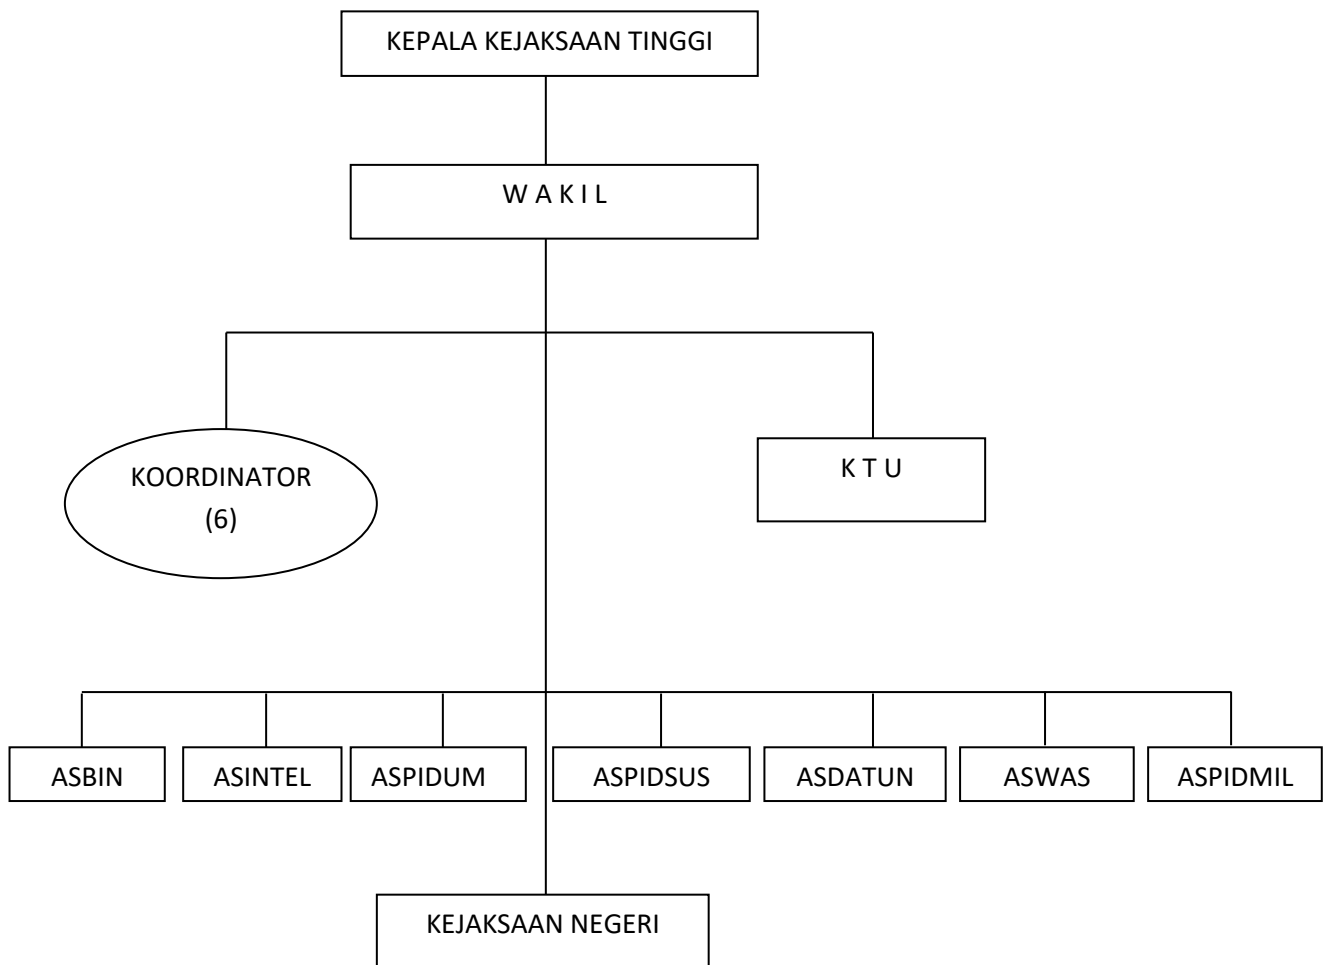 KEPALA KEJAKSAAN TINGGI
W A K I L
KOORDINATOR
(6)
K T U
ASBIN
ASINTEL
ASPIDUM
ASPIDSUS
ASDATUN
ASWAS
ASPIDMIL
KEJAKSAAN NEGERI